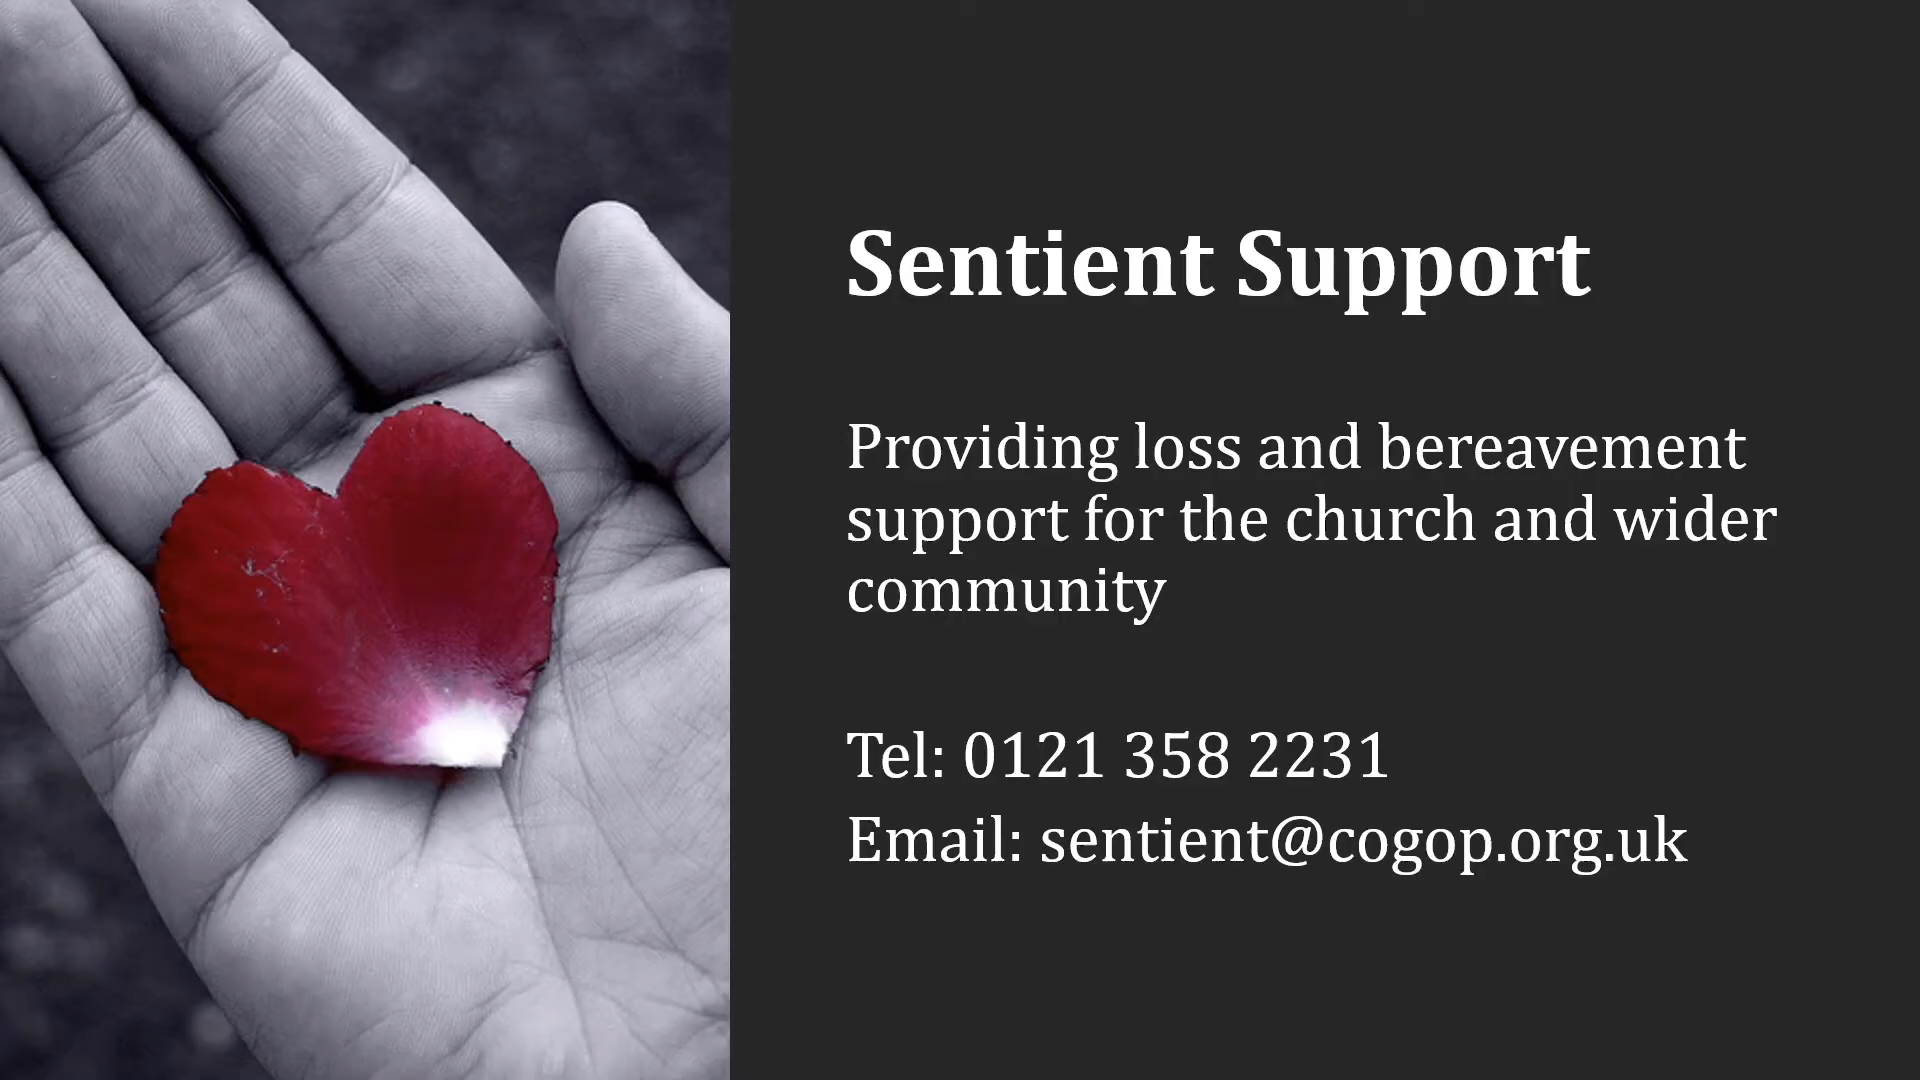 Sentient Support
Providing loss and bereavement
support for the church and wider
community
Tel: 0121 358 2231
Email: sentient@cogop.org.uk